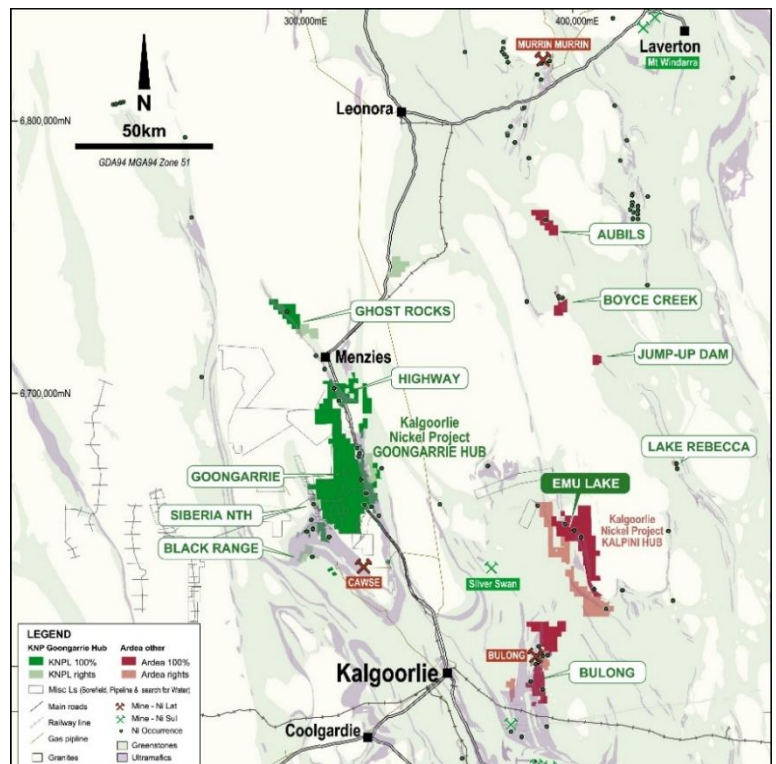 300,000mE
400,000mE
MURRIN MURRIN
Laverton
Mt Windarra
N
Leonora
6,800,000mN
50km
GDA94 MGA94 Zone 51
AUBILS
BOYCE CREEK
GHOST ROCKS
JUMP-UP DAM
Menzies
HIGHWAY
6,700,000mN
Kalgoorlie
Nickel Project
GOONGARRIE HUB
LAKE REBECCA
GOONGARRIE
EMU LAKE
SIBERIA NTH
Kalgoorlie
Nickel Project
KALPINI HUB
BLACK RANGE
CAWSE
Silver Swan
LEGEND
KNP Goongarrie Hub
Ardea other
KNPL 100%
Ardea 100%
KNPL rights
Ardea rights
Misc Ls (Borefield, Pipeline & search for Water)
Main roads
Mine - Ni Lat
Railway line
Mine - Ni Sul
Gas pipline
Ni Occurrence
Greenstones
Granites
Ultramafics
BULONG
Kalgoorlie
BULONG
Coolgardie